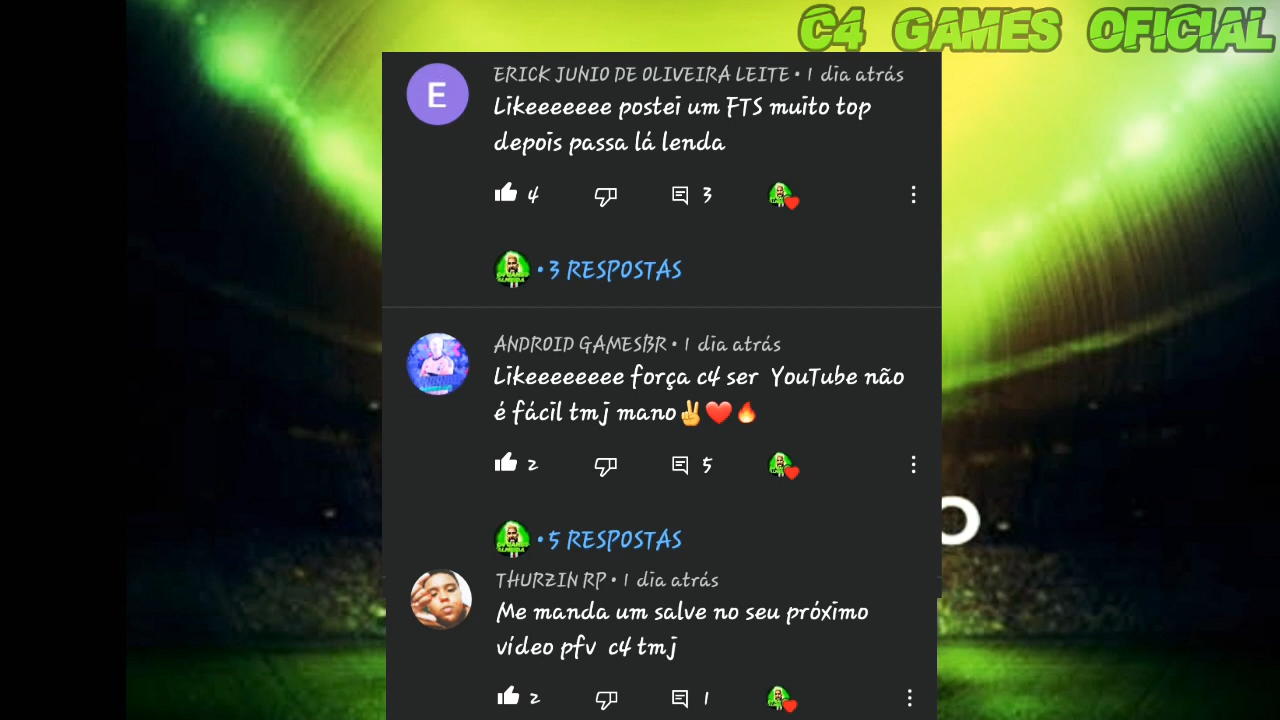 C4 GAMES OFICIAL
E
ERICK JUNIO DE OLIVEIRA LEITE • 1 dia atrás
Likeeeeeee postei um FTS muito top
depois passa lá lenda
4 3
• 3 RESPOSTAS
ANDROID GAMESBR • 1 dia atrás
Likeeeeeeee força c4 ser YouTube não
é fácil tmj mano✌️❤️🔥
2 5
O
• 5 RESPOSTAS
THURZIN RP • 1 dia atrás
Me manda um salve no seu próximo
vídeo pfv c4 tmj
2 1